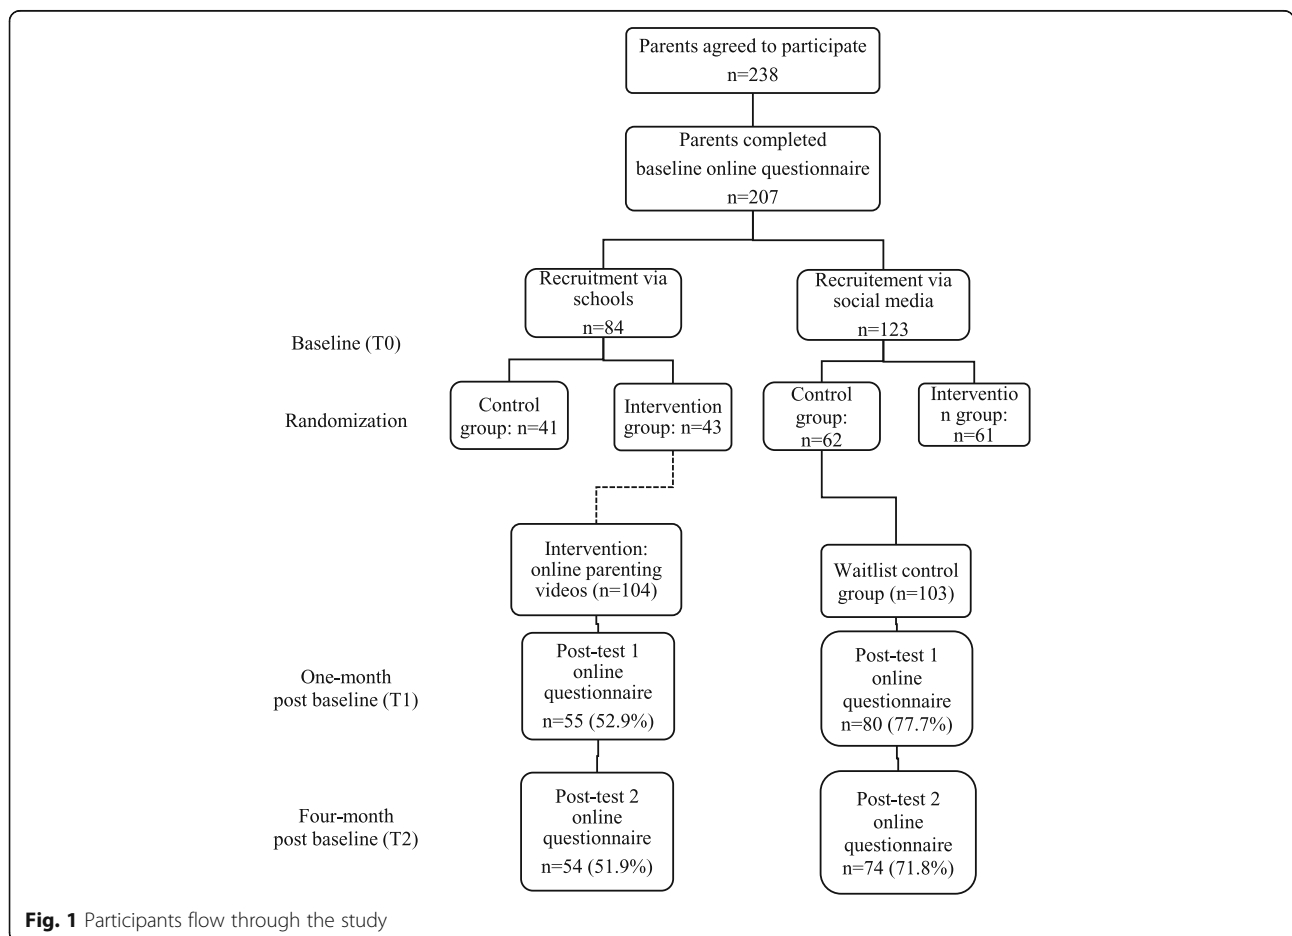 Parents agreed to participate
n=238
Parents completed
baseline online questionnaire
n=207
Recruitment via
schools
n=84
Recruitement via
social media
n=123
Baseline (T0)
Randomization
Control
group: n=41
Intervention
group: n=43
Control
group:
n=62
Interventio
n group:
n=61
Intervention:
online parenting
videos (n=104)
Waitlist control
group (n=103)
One-month
post baseline (T1)
Post-test 1
online
questionnaire
n=55 (52.9%)
Post-test 1
online
questionnaire
n=80 (77.7%)
Four-month
post baseline (T2)
Post-test 2
online
questionnaire
n=54 (51.9%)
Post-test 2
online
questionnaire
n=74 (71.8%)
Fig. 1 Participants flow through the study